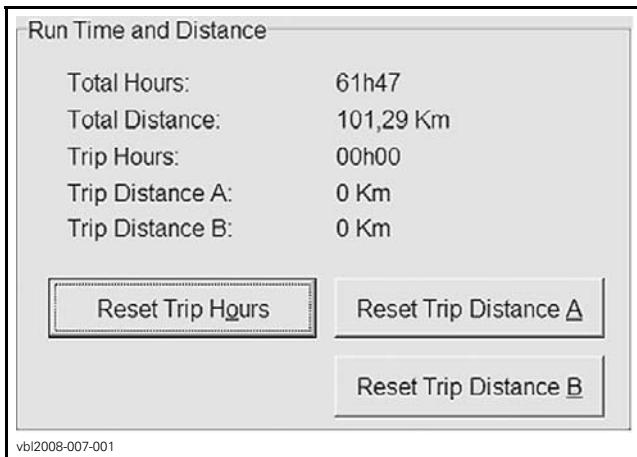 Run Time and Distance
Total Hours: 61h47
Total Distance: 101,29 Km
Trip Hours: 00h00
Trip Distance A: 0 Km
Trip Distance B: 0 Km
Reset Trip Hours Reset Trip Distance A
Reset Trip Distance B
vbl2008-007-001